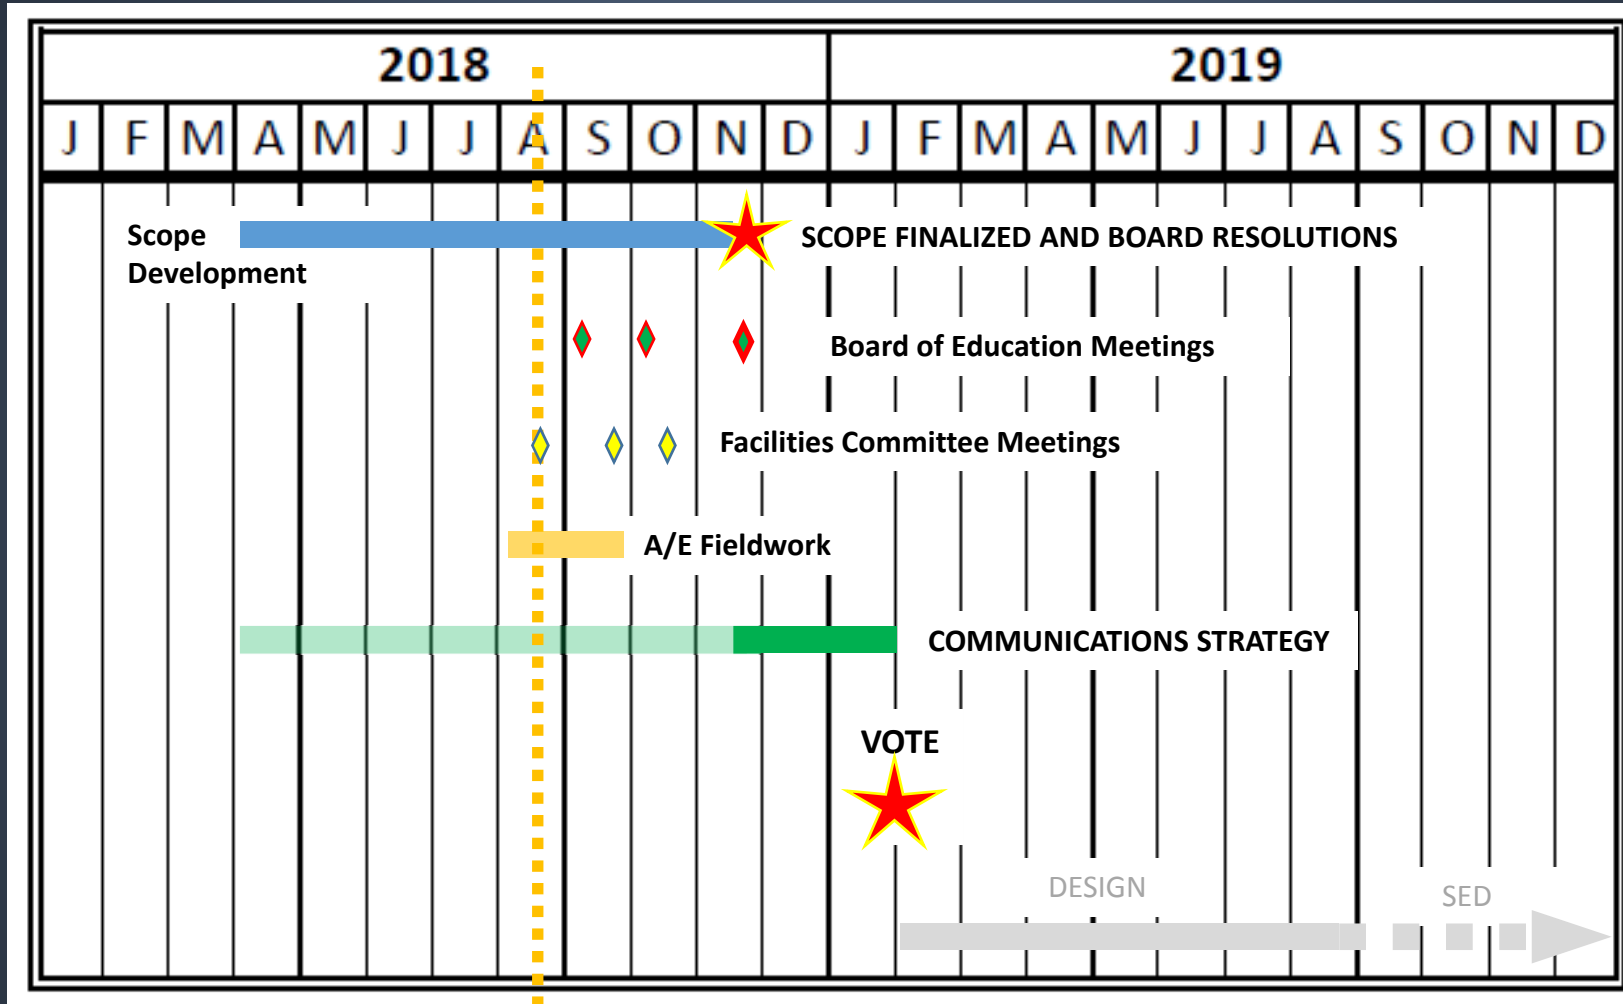 2018 2019
J F M A M J J A S O N D J F M A M J J A S O N D
Scope
Development
SCOPE FINALIZED AND BOARD RESOLUTIONS
Board of Education Meetings
Facilities Committee Meetings
A/E Fieldwork
COMMUNICATIONS STRATEGY
VOTE
DESIGN
SED